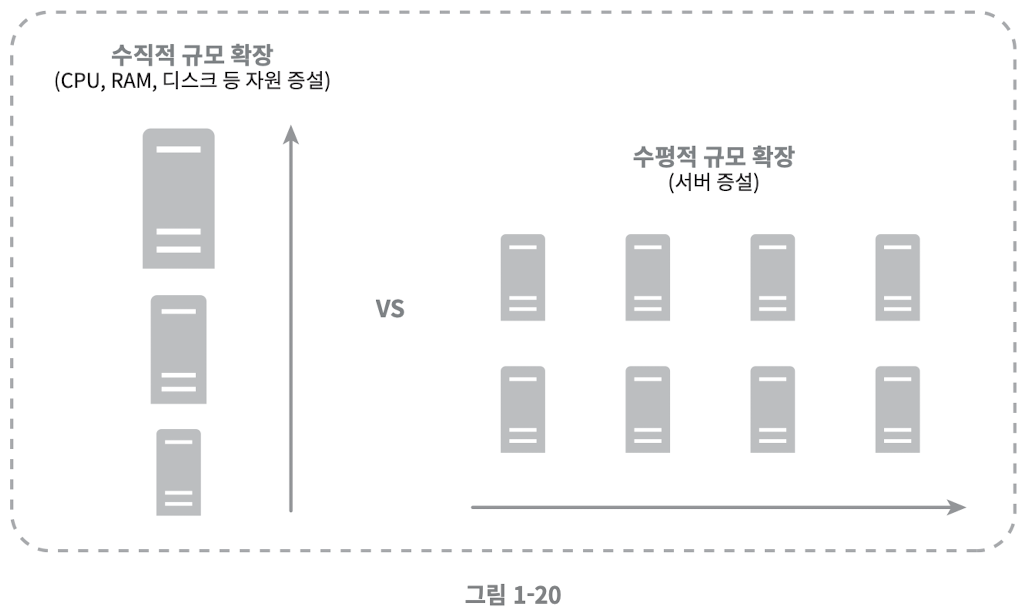 수직적 규모 확장
(CPU, RAM, 디스크 등 자원 증설)
수평적 규모 확장
(서버 증설)
VS
그림 1-20